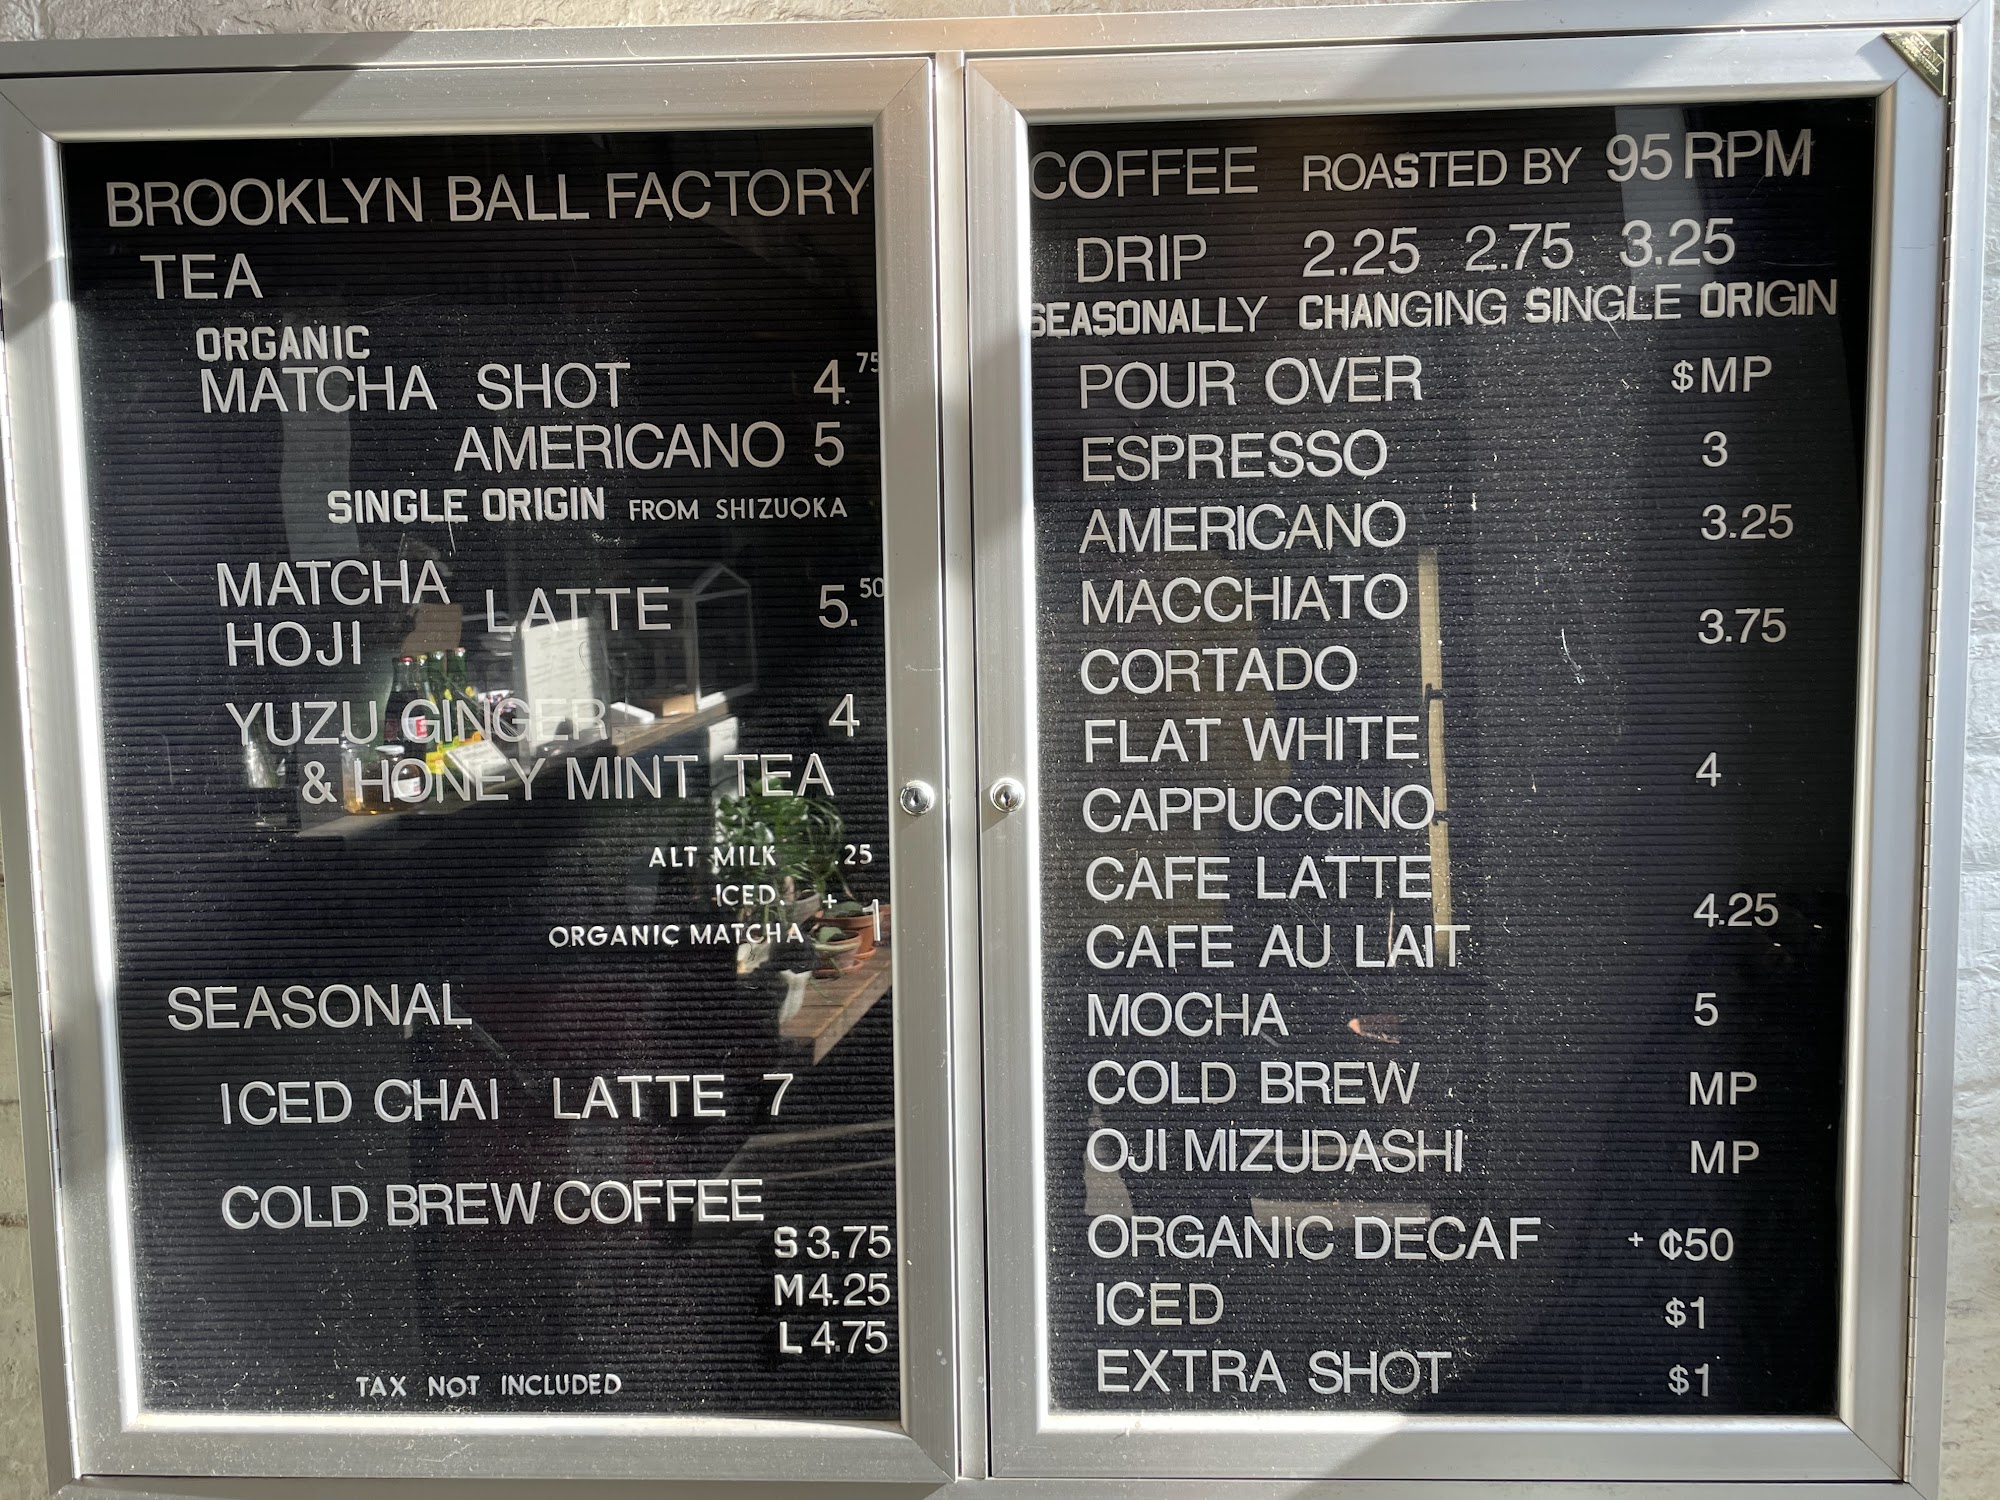 BROOKLYN BALL FACTORY
TEA
ORGANIC
MATCHA SHOT 4.75
AMERICANO 5
SINGLE ORIGIN FROM SHIZUOKA
MATCHA
HOJI
LATTE 5.50
YUZU GINGER 4
& HONEY MINT TEA
ALT MILK .25
ICED. + 1
ORGANIC MATCHA
SEASONAL
ICED CHAI LATTE 7
COLD BREW COFFEE
S 3.75
M 4.25
L 4.75
TAX NOT INCLUDED
COFFEE ROASTED BY 95 RPM
DRIP 2.25 2.75 3.25
SEASONALLY CHANGING SINGLE ORIGIN
POUR OVER $MP
ESPRESSO 3
AMERICANO 3.25
MACCHIATO
3.75
CORTADO
FLAT WHITE
4
CAPPUCCINO
CAFE LATTE
4.25
CAFE AU LAIT
MOCHA 5
COLD BREW MP
OJI MIZUDASHI MP
ORGANIC DECAF + ¢50
ICED $1
EXTRA SHOT $1